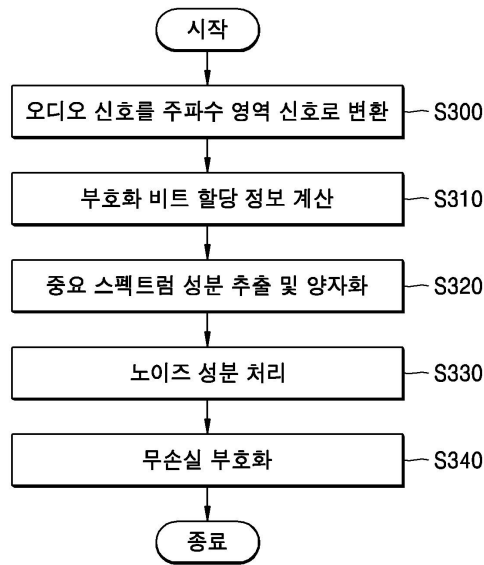 시작
오디오 신호를 주파수 영역 신호로 변환 S300
부호화 비트 할당 정보 계산 S310
중요 스펙트럼 성분 추출 및 양자화 S320
노이즈 성분 처리 S330
무손실 부호화 S340
종료